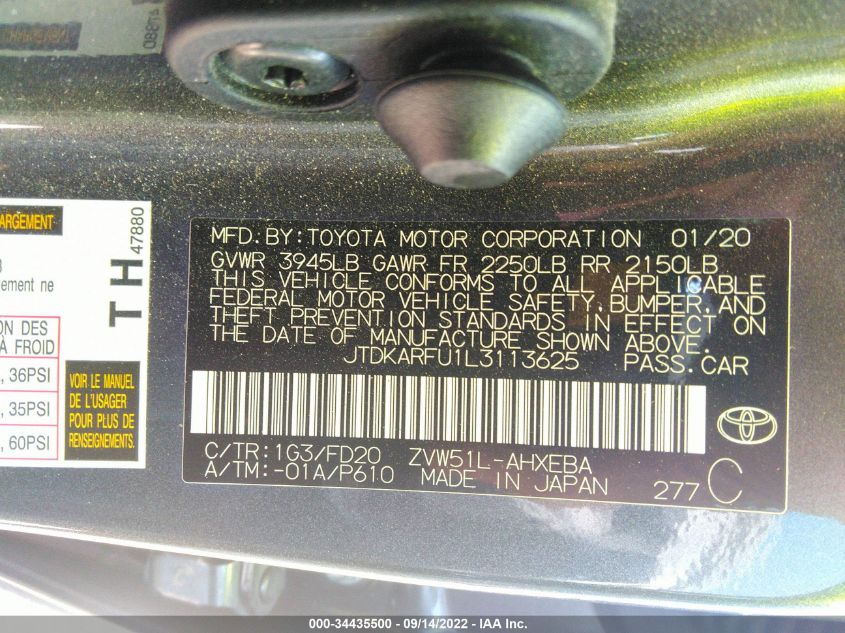 ARGEMENT
ement ne
ON DES
A FROID
, 36PSI
, 35PSI
, 60PSI
TH
47880
VOIR LE MANUEL
DE L'USAGER
POUR PLUS DE
RENSEIGNEMENTS.
MFD.BY:TOYOTA MOTOR CORPORATION 01/20
GVWR 3945LB GAWR FR 2250LB RR 2150LB
THIS VEHICLE CONFORMS TO ALL APPLICABLE
FEDERAL MOTOR VEHICLE SAFETY,BUMPER,AND
THEFT PREVENTION STANDARDS IN EFFECT ON
THE DATE OF MANUFACTURE SHOWN ABOVE.
JTDKARFU1L3113625 PASS.CAR
C/TR:1G3/FD20 ZVW51L-AHXEBA
A/TM:-01A/P610 MADE IN JAPAN 277 C
TOYOTA
000-34435500 - 09/14/2022 - IAA Inc.